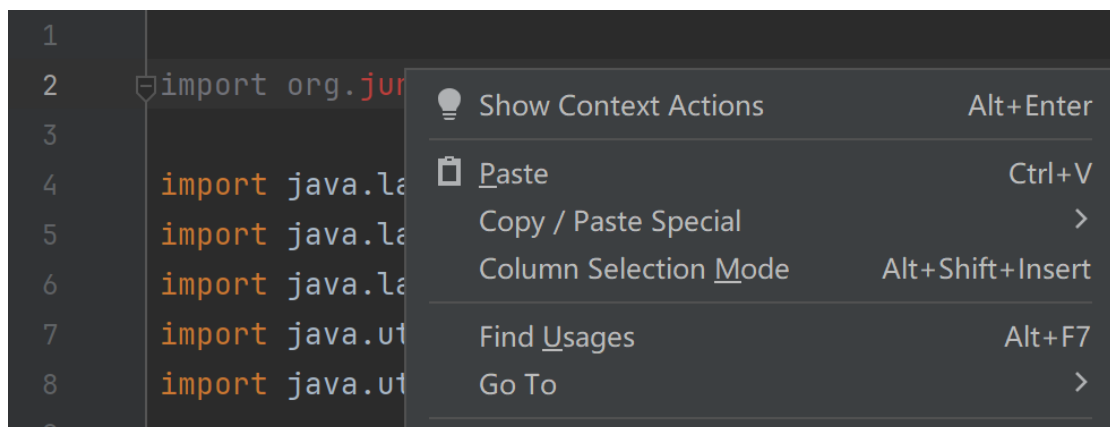 1
2 import org.jun
3
4 import java.la
5 import java.la
6 import java.la
7 import java.ut
8 import java.ut
Show Context Actions Alt+Enter
Paste Ctrl+V
Copy / Paste Special >
Column Selection Mode Alt+Shift+Insert
Find Usages Alt+F7
Go To >